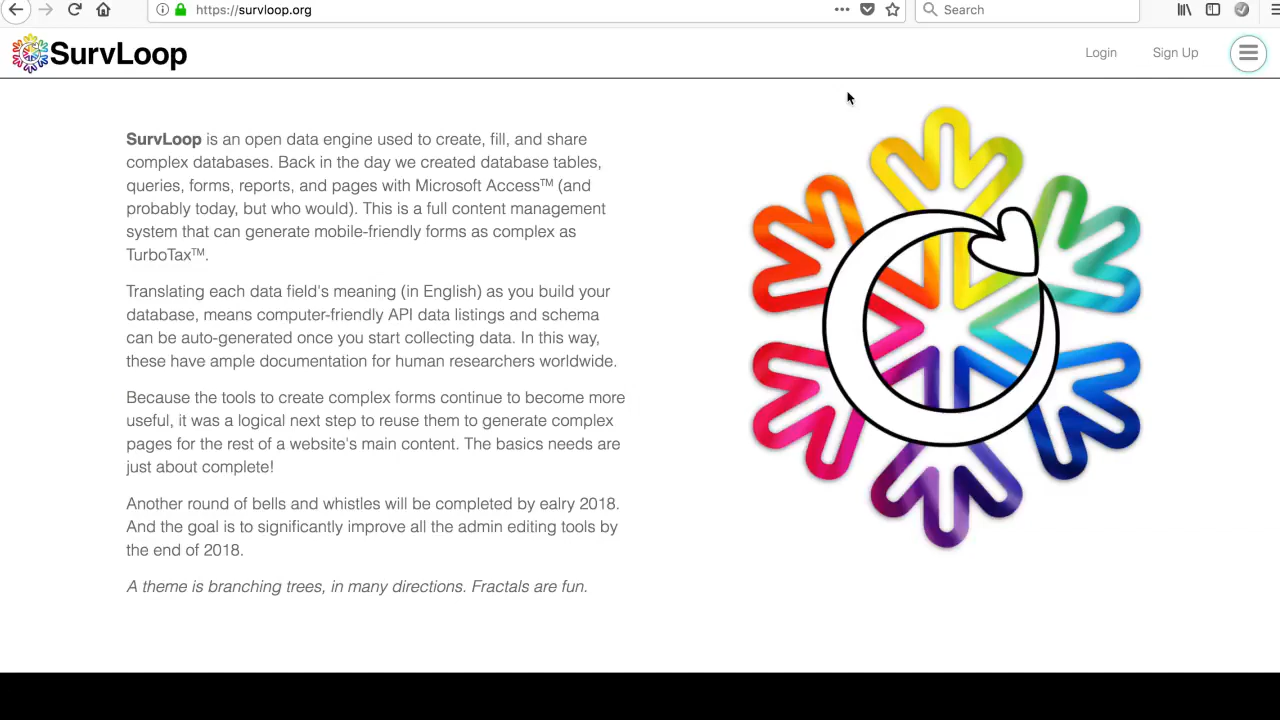 https://survloop.org
Search
SurvLoop
Login
Sign Up
SurvLoop is an open data engine used to create, fill, and share
complex databases. Back in the day we created database tables,
queries, forms, reports, and pages with Microsoft Access™ (and
probably today, but who would). This is a full content management
system that can generate mobile-friendly forms as complex as
TurboTax™.
Translating each data field's meaning (in English) as you build your
database, means computer-friendly API data listings and schema
can be auto-generated once you start collecting data. In this way,
these have ample documentation for human researchers worldwide.
Because the tools to create complex forms continue to become more
useful, it was a logical next step to reuse them to generate complex
pages for the rest of a website's main content. The basics needs are
just about complete!
Another round of bells and whistles will be completed by ealry 2018.
And the goal is to significantly improve all the admin editing tools by
the end of 2018.
A theme is branching trees, in many directions. Fractals are fun.